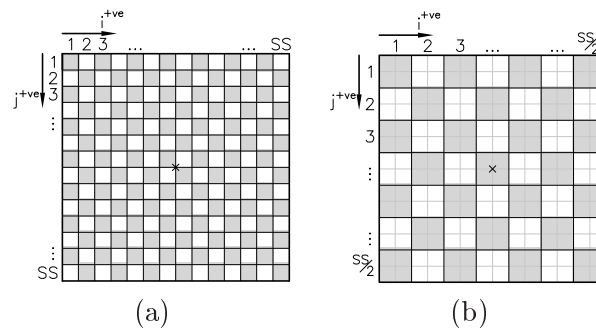 i+ve
1 2 3 ... ... SS
j+ve
1
2
3
...
...
SS
(a)
i+ve
1 2 3 ... ... SS/2
j+ve
1
2
3
...
...
SS/2
(b)